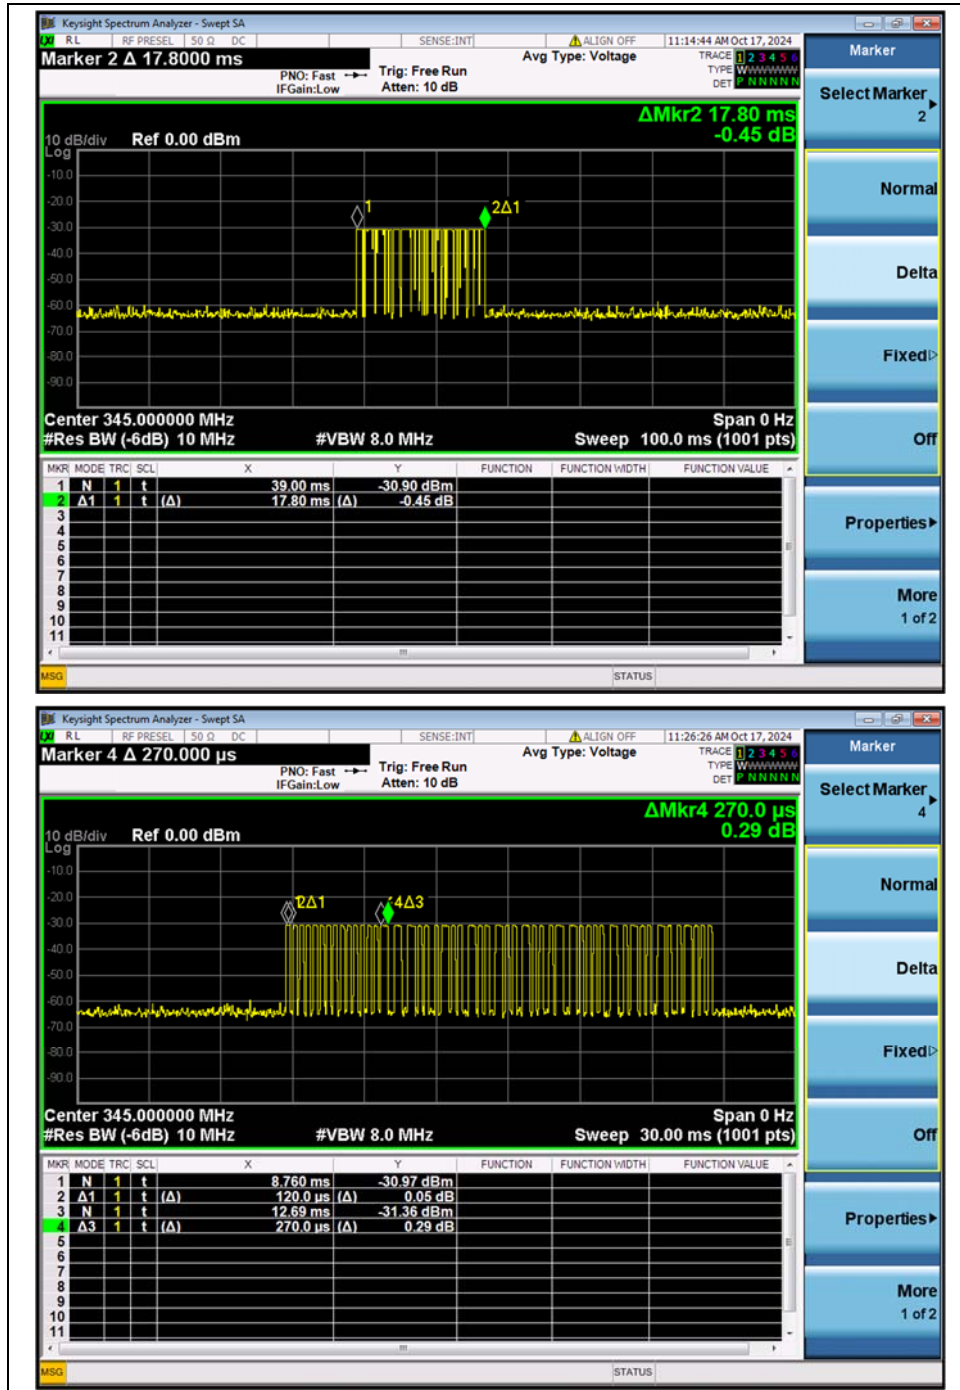 Keysight Spectrum Analyzer - Swept SA
LXI RL RF PRESEL 50 Ω DC SENSE:INT ALIGN OFF 11:14:44 AM Oct 17, 2024
Marker 2 Δ 17.8000 ms
PNO: Fast
IFGain:Low
Trig: Free Run
Atten: 10 dB
Avg Type: Voltage
TRACE 1 2 3 4 5 6
TYPE WWWWWW
DET P N N N N N
ΔMkr2 17.80 ms
-0.45 dB
10 dB/div Ref 0.00 dBm
Log
-10.0
-20.0
-30.0
-40.0
-50.0
-60.0
-70.0
-80.0
-90.0
1
2Δ1
Center 345.000000 MHz Span 0 Hz
#Res BW (-6dB) 10 MHz #VBW 8.0 MHz Sweep 100.0 ms (1001 pts)
MKR MODE TRC SCL X Y FUNCTION FUNCTION WIDTH FUNCTION VALUE
1 N 1 t 39.00 ms -30.90 dBm
2 Δ1 1 t (Δ) 17.80 ms (Δ) -0.45 dB
3
4
5
6
7
8
9
10
11
MSG STATUS
Marker
Select Marker
2
Normal
Delta
Fixed
Off
Properties
More
1 of 2
Keysight Spectrum Analyzer - Swept SA
LXI RL RF PRESEL 50 Ω DC SENSE:INT ALIGN OFF 11:26:26 AM Oct 17, 2024
Marker 4 Δ 270.000 µs
PNO: Fast
IFGain:Low
Trig: Free Run
Atten: 10 dB
Avg Type: Voltage
TRACE 1 2 3 4 5 6
TYPE WWWWWW
DET P N N N N N
ΔMkr4 270.0 µs
0.29 dB
10 dB/div Ref 0.00 dBm
Log
-10.0
-20.0
-30.0
-40.0
-50.0
-60.0
-70.0
-80.0
-90.0
2Δ1
4Δ3
Center 345.000000 MHz Span 0 Hz
#Res BW (-6dB) 10 MHz #VBW 8.0 MHz Sweep 30.00 ms (1001 pts)
MKR MODE TRC SCL X Y FUNCTION FUNCTION WIDTH FUNCTION VALUE
1 N 1 t 8.760 ms -30.97 dBm
2 Δ1 1 t (Δ) 120.0 µs (Δ) 0.05 dB
3 N 1 t 12.69 ms -31.36 dBm
4 Δ3 1 t (Δ) 270.0 µs (Δ) 0.29 dB
5
6
7
8
9
10
11
MSG STATUS
Marker
Select Marker
4
Normal
Delta
Fixed
Off
Properties
More
1 of 2